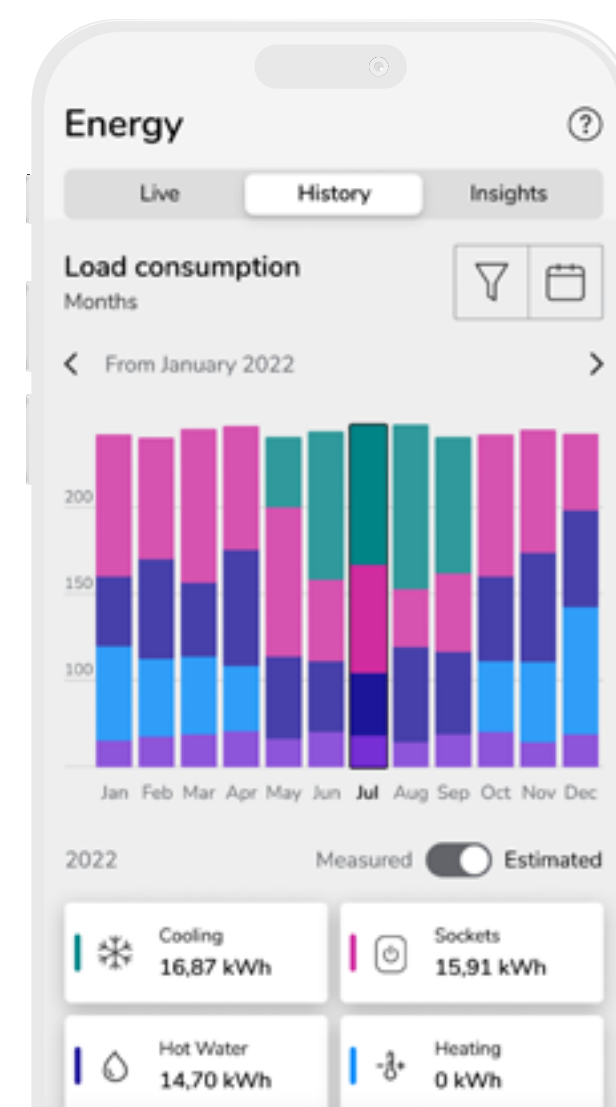 Energy
?
Live History Insights
Load consumption
Months
From January 2022
200
150
100
Jan Feb Mar Apr May Jun Jul Aug Sep Oct Nov Dec
2022 Measured Estimated
Cooling
16,87 kWh
Sockets
15,91 kWh
Hot Water
14,70 kWh
Heating
0 kWh